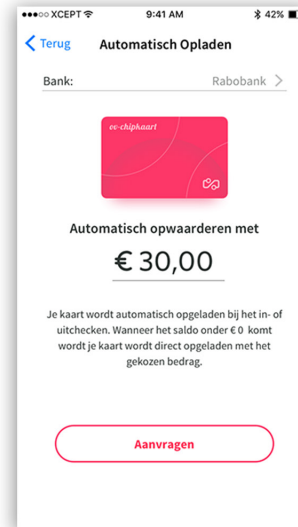 XCEPT 9:41 AM 42%
Terug Automatisch Opladen
Bank: Rabobank
ov-chipkaart
Automatisch opwaarderen met
€ 30,00
Je kaart wordt automatisch opgeladen bij het in- of
uitchecken. Wanneer het saldo onder € 0 komt
wordt je kaart wordt direct opgeladen met het
gekozen bedrag.
Aanvragen